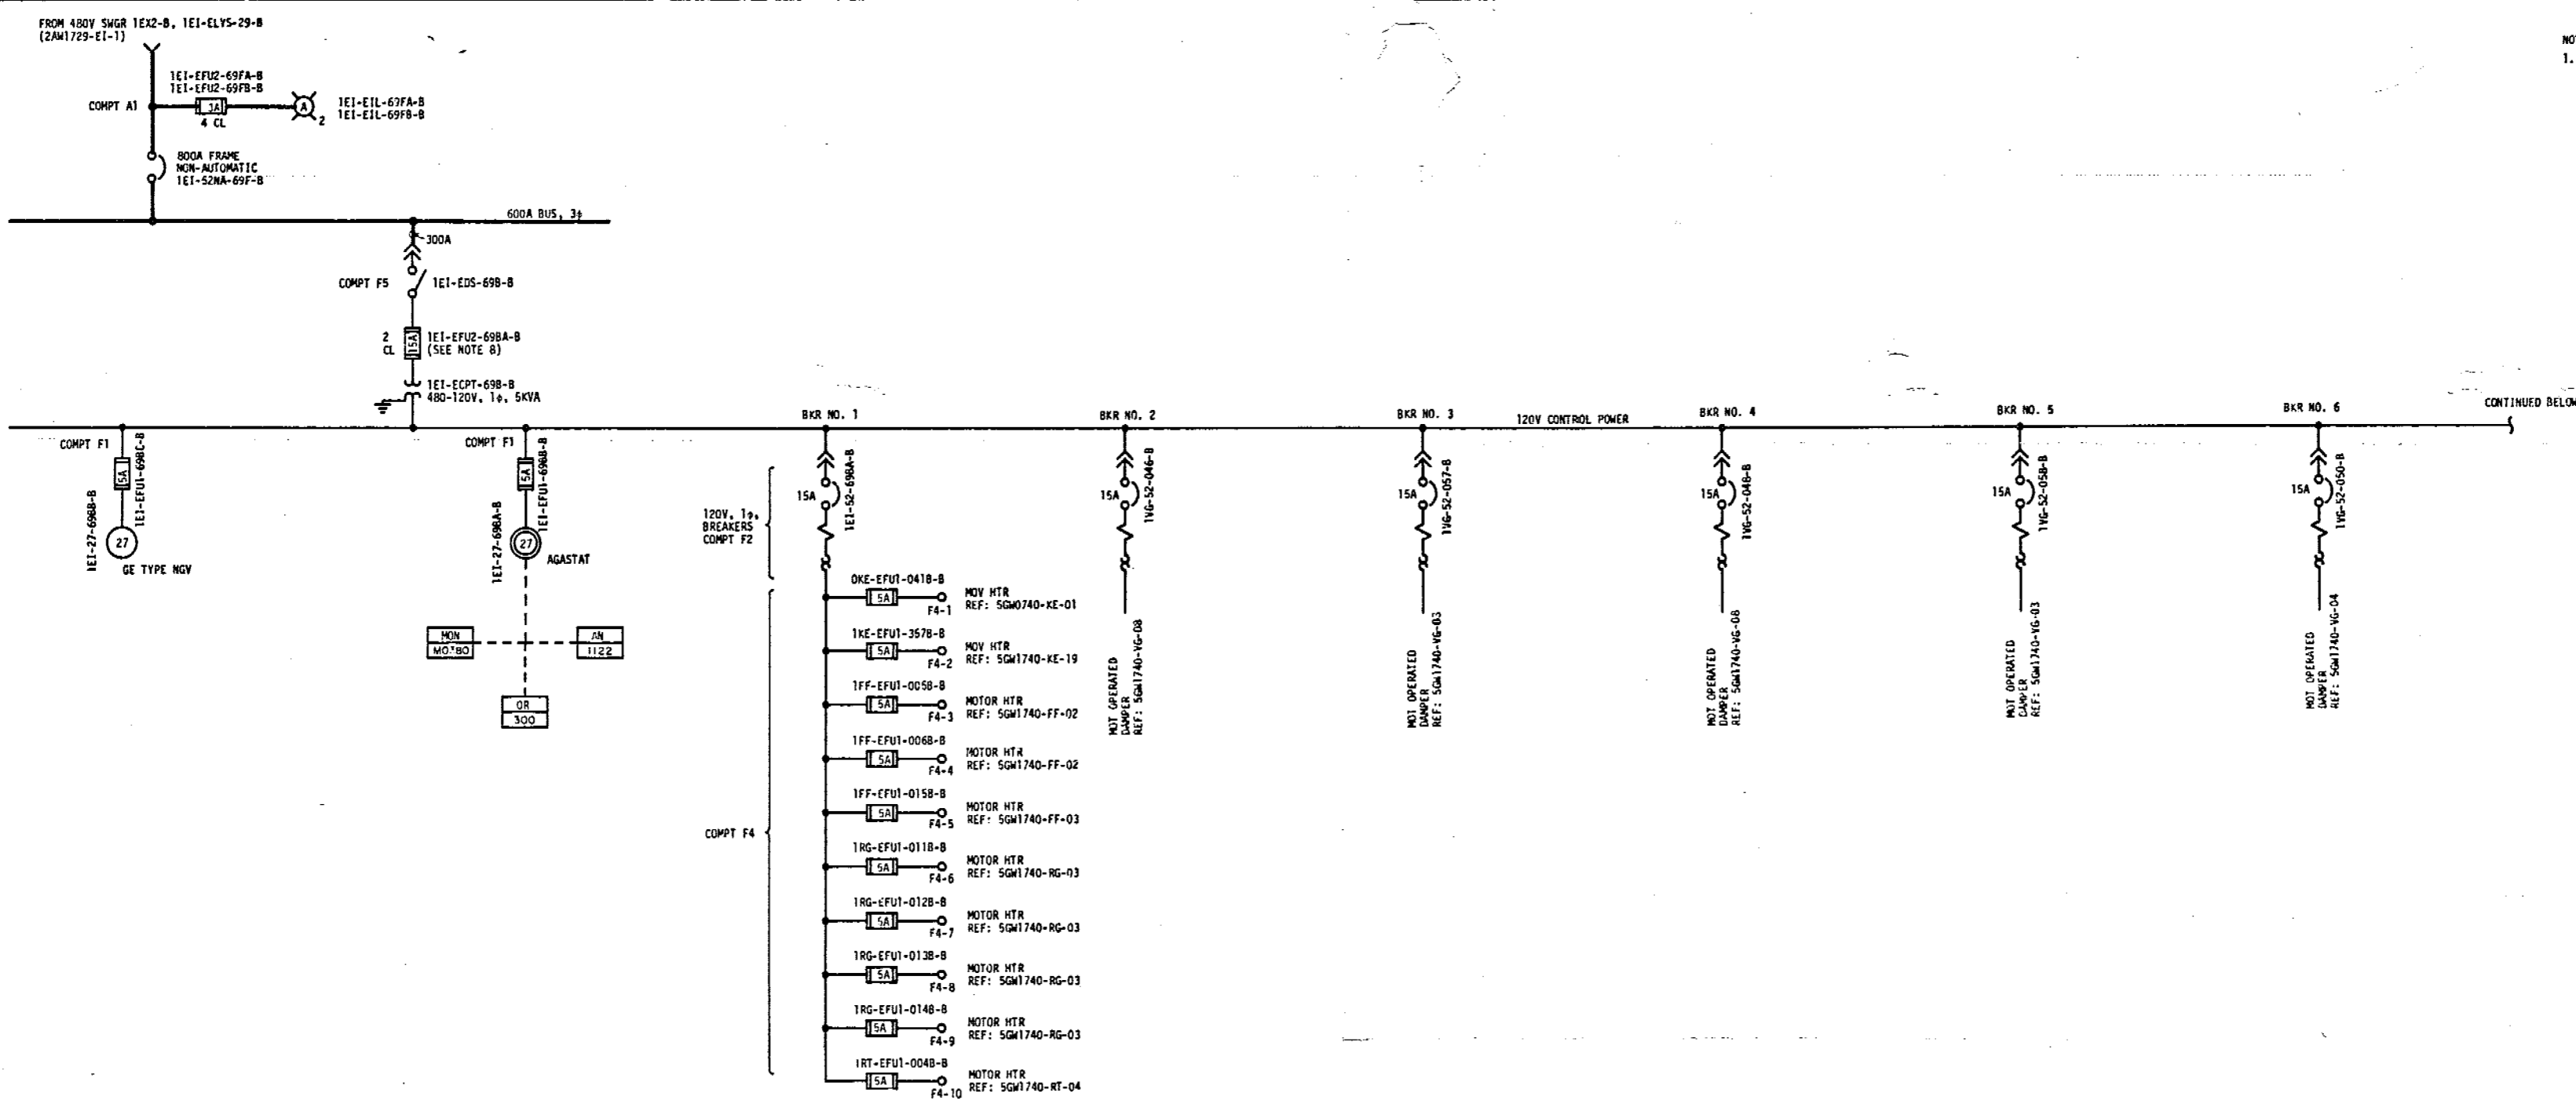 FROM 480V SWGR 1EX2-B, 1EI-ELYS-29-B
(2AW1729-EI-1)
NO
1.
1EI-EFU2-69FA-B
1EI-EFU2-69FB-B
COMPT A1
3A
4 CL
A
2
1EI-EIL-69FA-B
1EI-EIL-69FB-B
800A FRAME
NON-AUTOMATIC
1EI-52NA-69F-B
600A BUS, 3ϕ
300A
COMPT F5
1EI-EDS-69B-B
2
CL
15A
1EI-EFU2-69BA-B
(SEE NOTE 8)
1EI-ECPT-69B-B
480-120V, 1ϕ, 5KVA
BKR NO. 1
BKR NO. 2
BKR NO. 3
120V CONTROL POWER
BKR NO. 4
BKR NO. 5
BKR NO. 6
CONTINUED BELOW
COMPT F1
5A
1EI-EFU1-69BC-B
1EI-27-69BB-B
27
GE TYPE NGV
COMPT F1
5A
1EI-EFU1-69BB-B
1EI-27-69BA-B
27
AGASTAT
MON
AN
1122
OR
300
120V, 1ϕ,
BREAKERS
COMPT F2
15A
1EI-52-69BA-B
15A
1VG-52-046-B
15A
1VG-52-057-B
15A
1VG-52-048-B
15A
1VG-52-058-B
15A
1VG-52-050-B
MOT OPERATED
DAMPER
REF: 5GW1740-VG-08
MOT OPERATED
DAMPER
REF: 5GW1740-VG-03
MOT OPERATED
DAMPER
REF: 5GW1740-VG-08
MOT OPERATED
DAMPER
REF: 5GW1740-VG-03
MOT OPERATED
DAMPER
REF: 5GW1740-VG-04
COMPT F4
0KE-EFU1-041B-B
5A
F4-1
MOV HTR
REF: 5GW0740-KE-01
1KE-EFU1-357B-B
5A
F4-2
MOV HTR
REF: 5GW1740-KE-19
1FF-EFU1-005B-B
5A
F4-3
MOTOR HTR
REF: 5GW1740-FF-02
1FF-EFU1-006B-B
5A
F4-4
MOTOR HTR
REF: 5GW1740-FF-02
1FF-EFU1-015B-B
5A
F4-5
MOTOR HTR
REF: 5GW1740-FF-03
1RG-EFU1-011B-B
5A
F4-6
MOTOR HTR
REF: 5GW1740-RG-03
1RG-EFU1-012B-B
5A
F4-7
MOTOR HTR
REF: 5GW1740-RG-03
1RG-EFU1-013B-B
5A
F4-8
MOTOR HTR
REF: 5GW1740-RG-03
1RG-EFU1-014B-B
5A
F4-9
MOTOR HTR
REF: 5GW1740-RG-03
1RT-EFU1-004B-B
5A
F4-10
MOTOR HTR
REF: 5GW1740-RT-04